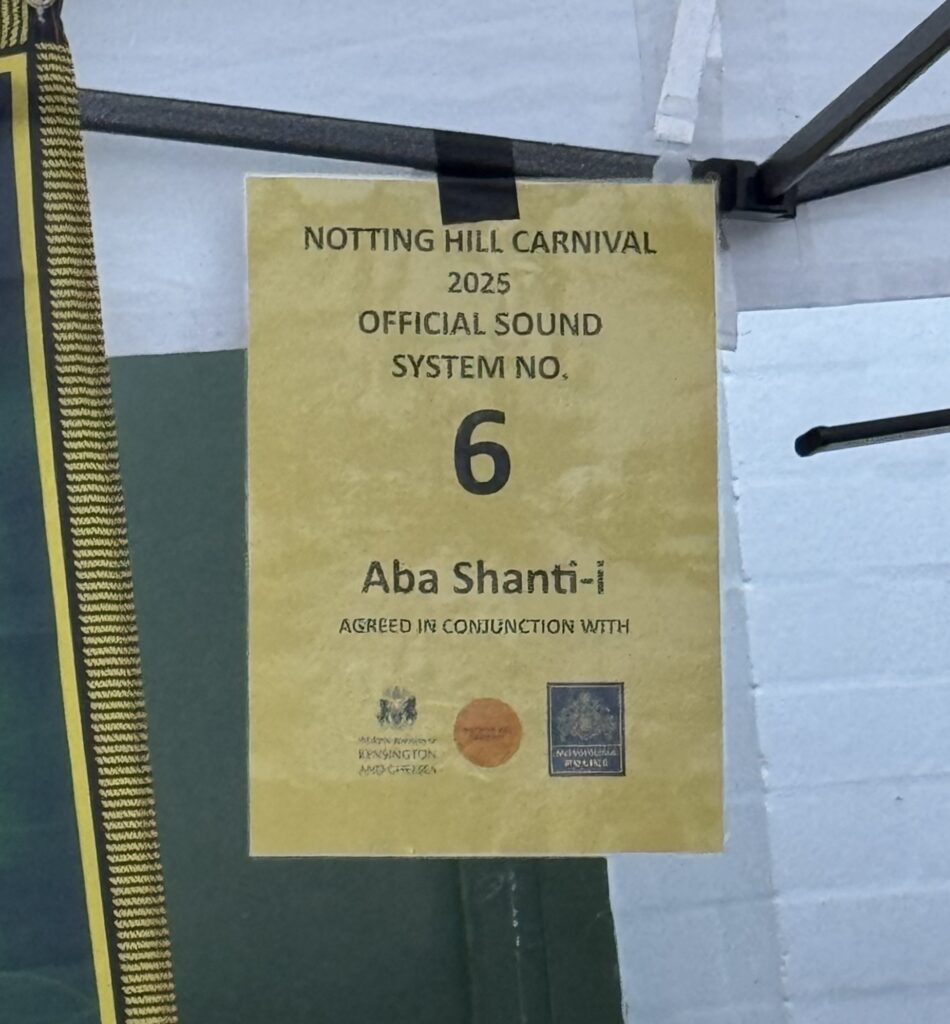 NOTTING HILL CARNIVAL
2025
OFFICIAL SOUND
SYSTEM NO.
6
Aba Shanti-i
AGREED IN CONJUNCTION WITH
KENSINGTON
AND CHELSEA